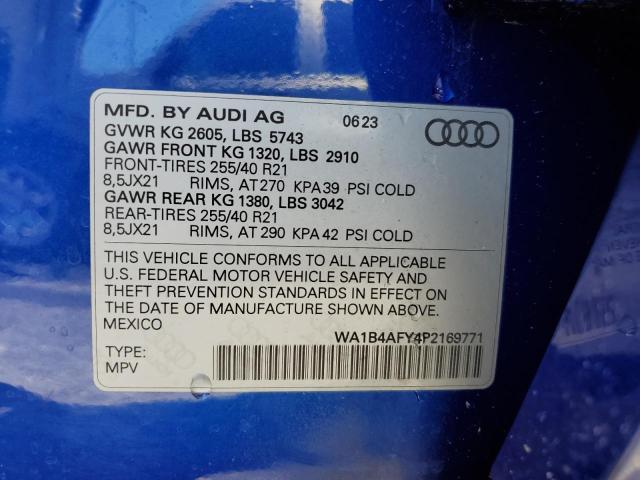 MFD. BY AUDI AG 06 23
GVWR KG 2605, LBS 5743
GAWR FRONT KG 1320, LBS 2910
FRONT-TIRES 255/40 R21
8,5JX21 RIMS, AT 270 KPA 39 PSI COLD
GAWR REAR KG 1380, LBS 3042
REAR-TIRES 255/40 R21
8,5JX21 RIMS, AT 290 KPA 42 PSI COLD
THIS VEHICLE CONFORMS TO ALL APPLICABLE
U.S. FEDERAL MOTOR VEHICLE SAFETY AND
THEFT PREVENTION STANDARDS IN EFFECT ON
THE DATE OF MANUFACTURE SHOWN ABOVE.
MEXICO
WA1B4AFY4P2169771
TYPE:
MPV